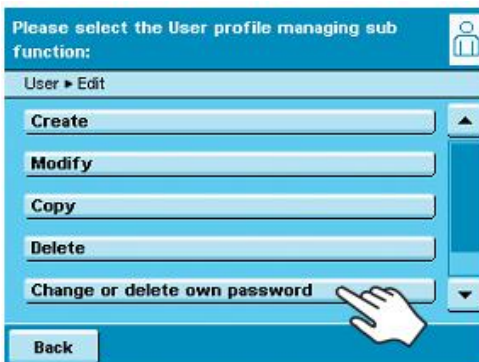 Please select the User profile managing sub
function:
User ▸ Edit
Create
Modify
Copy
Delete
Change or delete own password
Back